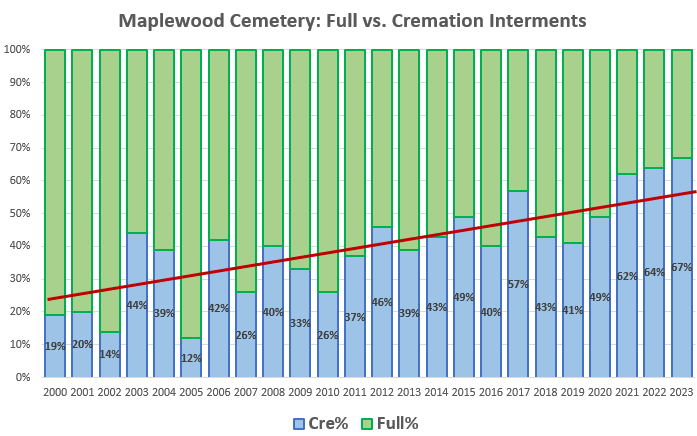 Maplewood Cemetery: Full vs. Cremation Interments
100%
90%
80%
70%
60%
50%
40%
30%
20%
10%
0%
19% 20% 14% 44% 39% 12% 42% 26% 40% 33% 26% 37% 46% 39% 43% 49% 40% 57% 43% 41% 49% 62% 64% 67%
2000 2001 2002 2003 2004 2005 2006 2007 2008 2009 2010 2011 2012 2013 2014 2015 2016 2017 2018 2019 2020 2021 2022 2023
Cre% Full%